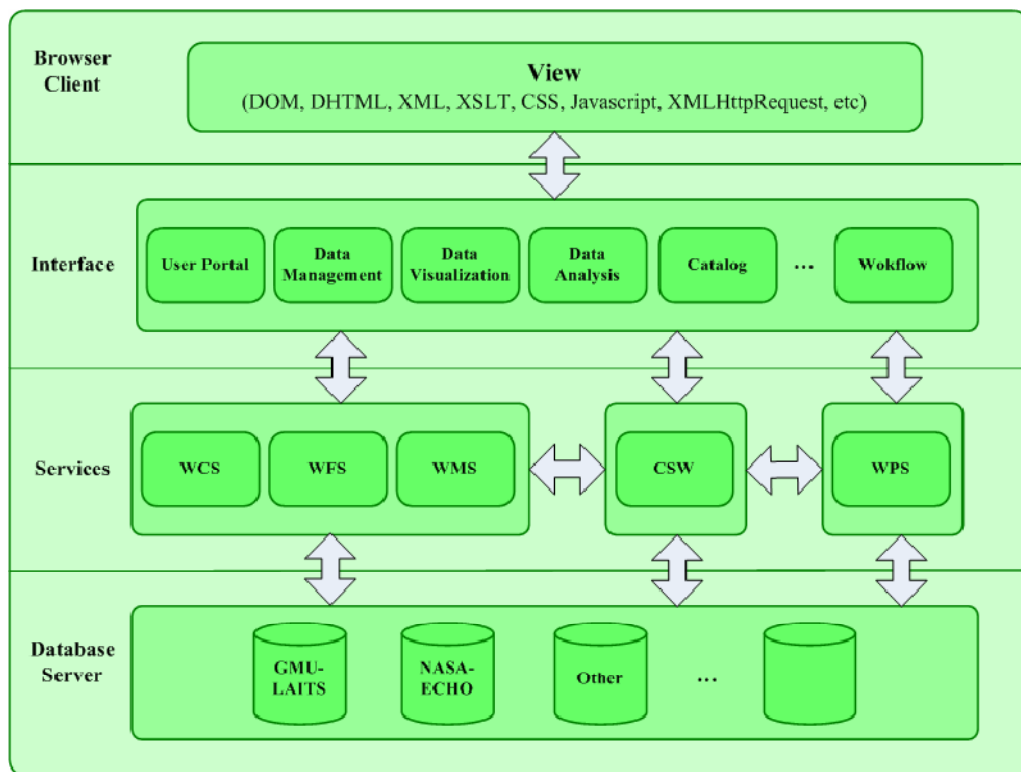 Browser
Client
View
(DOM, DHTML, XML, XSLT, CSS, Javascript, XMLHttpRequest, etc)
Interface
User Portal
Data
Management
Data
Visualization
Data
Analysis
Catalog
...
Wokflow
Services
WCS
WFS
WMS
CSW
WPS
Database
Server
GMU-
LAITS
NASA-
ECHO
Other
...